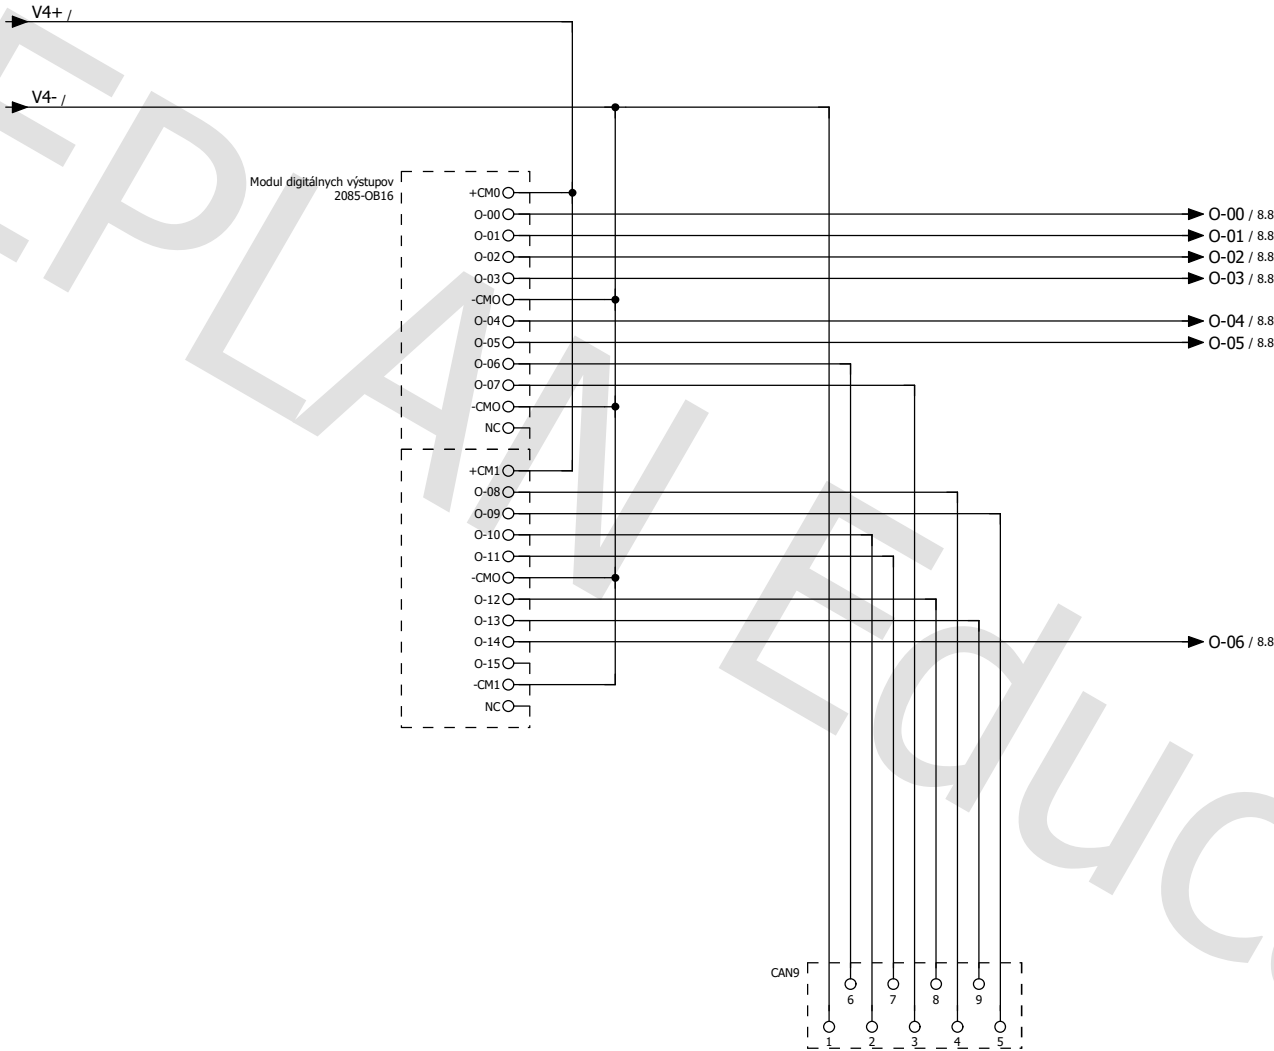 V4+ /
V4- /
Modul digitálnych výstupov
2085-OB16
+CM0
O-00
O-01
O-02
O-03
-CMO
O-04
O-05
O-06
O-07
-CMO
NC
+CM1
O-08
O-09
O-10
O-11
-CMO
O-12
O-13
O-14
O-15
-CM1
NC
O-00 / 8.8
O-01 / 8.8
O-02 / 8.8
O-03 / 8.8
O-04 / 8.8
O-05 / 8.8
O-06 / 8.8
CAN9
6 7 8 9
1 2 3 4 5
EPLAN Educ